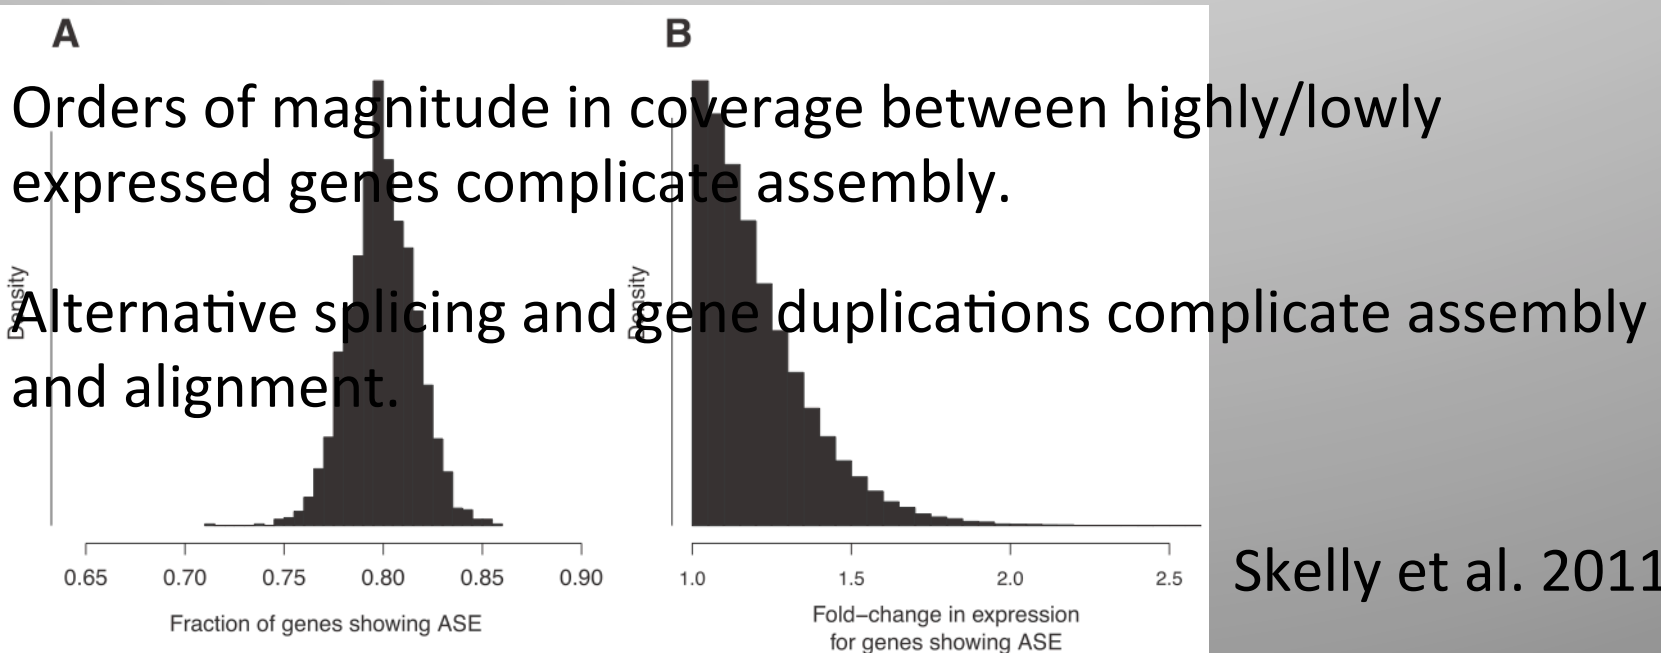 A
B
Orders of magnitude in coverage between highly/lowly
expressed genes complicate assembly.
Alternative splicing and gene duplications complicate assembly
and alignment.
Density
Density
0.65 0.70 0.75 0.80 0.85 0.90
Fraction of genes showing ASE
1.0 1.5 2.0 2.5
Fold–change in expression
for genes showing ASE
Skelly et al. 2011